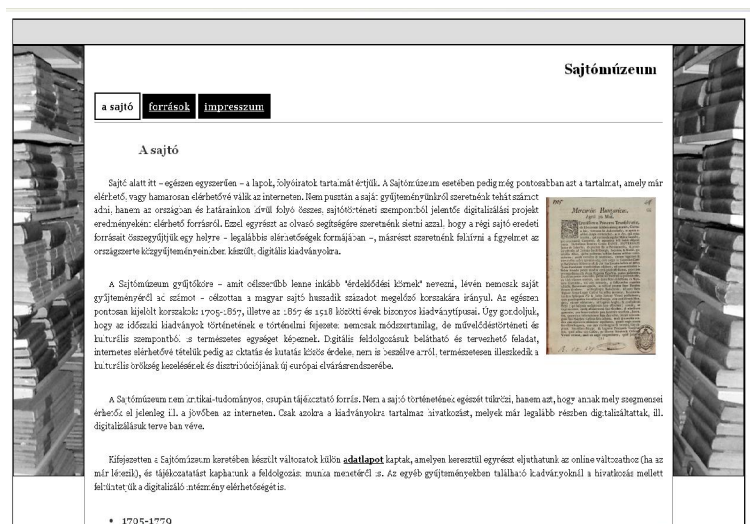 Sajtómúzeum
a sajtó források impresszum
A sajtó
Sajtó alatt itt – egészen egyszerűen – a lapok, folyóiratok tartalmát értjük. A Sajtómúzeum esetében pedig még pontosabban azt a tartalmat, amely már
elérhető, vagy hamarosan elérhetővé válik az interneten. Nem pusztán a saját gyűjteményünkről szeretnénk tehát számot
adni, hanem az országban és határainkon kívül folyó összes, sajtótörténeti szempontból jelentős digitalizálási projekt
eredményeként elérhető forrásról. Ezzel egyrészt az olvasó segítségére szeretnénk sietni azzal, hogy a régi sajtó eredeti
forrásait összegyűjtjük egy helyre – legalábbis elérhetőségek formájában –, másrészt szeretnénk felhívni a figyelmet az
országszerte közgyűjteményeinkben készült, digitális kiadványokra.
A Sajtómúzeum gyűjtőköre – amit célszerűbb lenne inkább "érdeklődési körnek" nevezni, lévén nemcsak saját
gyűjteményéről ad számot – célzottan a magyar sajtó huszadik századot megelőző korszakára irányul. Az egészen
pontosan kijelölt korszakok: 1705-1867, illetve az 1867 és 1918 közötti évek bizonyos kiadványtípusai. Úgy gondoljuk,
hogy az időszaki kiadványok történetének e történelmi fejezetei nemcsak módszertanilag, de művelődéstörténeti és
kulturális szempontból is természetes egységet képeznek. Digitális feldolgozásuk belátható és tervezhető feladat,
internetes elérhetővé tételük pedig az oktatás és kutatás közös érdeke, nem is beszélve arról, természetesen illeszkedik a
kulturális örökség kezelésének és disztribúciójának új európai elvárásrendszerébe.
A Sajtómúzeum nem kritikai-tudományos, csupán tájékoztató forrás. Nem a sajtó történetének egészét tükrözi, hanem azt, hogy annak mely szegmensei
érhetők el jelenleg ill. a jövőben az interneten. Csak azokra a kiadványokra tartalmaz hivatkozást, melyek már legalább részben digitalizáltattak, ill.
digitalizálásuk terve ban véve.
Kifejezetten a Sajtómúzeum keretében készült változatok külön adatlapot kaptak, amelyen keresztül egyrészt eljuthatunk az online változathoz (ha az
már létezik), és tájékozatatást kaphatunk a feldolgozási munka menetéről is. Az egyéb gyűjteményekben található kiadványoknál a hivatkozás mellett
feltüntetjük a digitalizáló intézmény elérhetőségét is.
• 1705-1779
Mercurius Hungaricus.